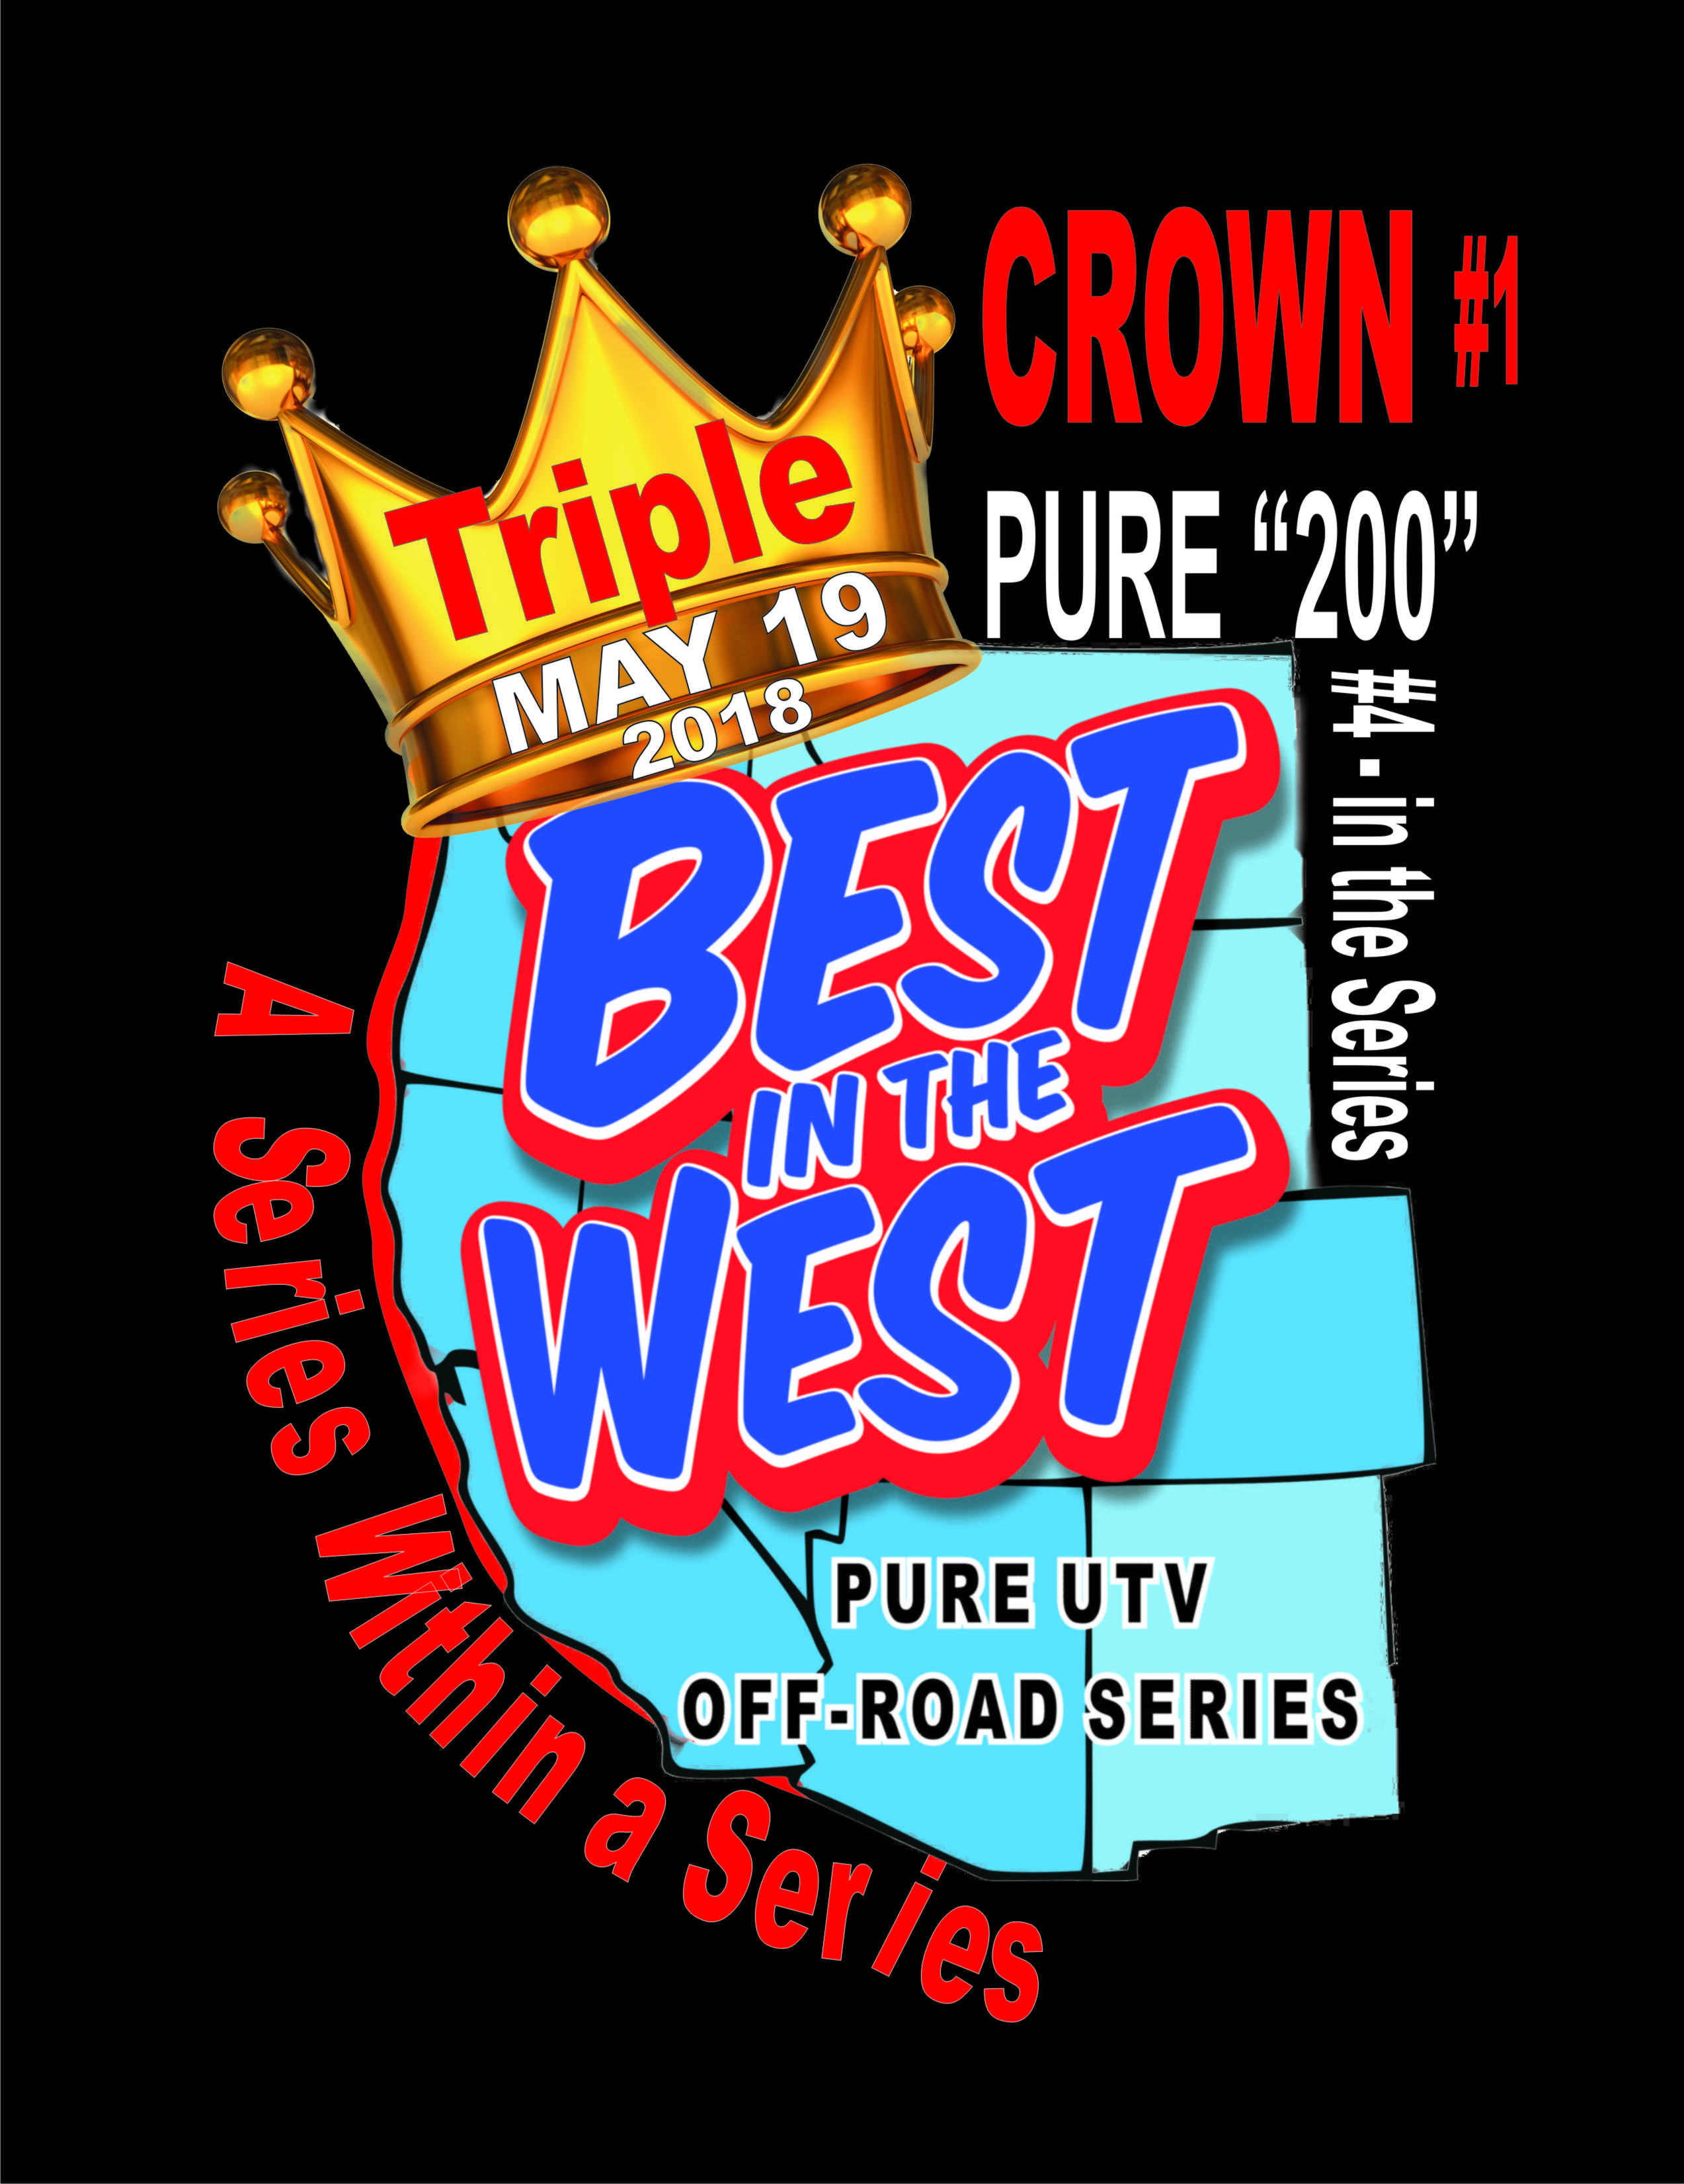 CROWN #1
Triple
MAY 19
2018
PURE “200”
#4 - in the Series
BEST
IN THE
WEST
A Series Within a Series
PURE UTV
OFF-ROAD SERIES